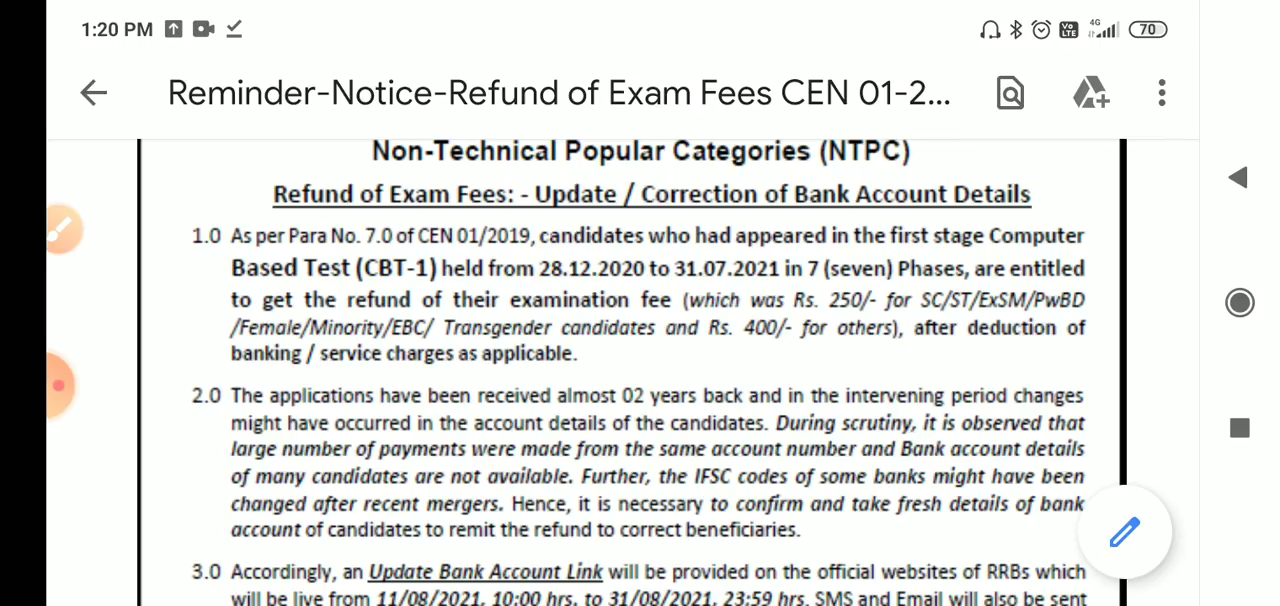 1:20 PM
Vo LTE 4G 70
Reminder-Notice-Refund of Exam Fees CEN 01-2...
Non-Technical Popular Categories (NTPC)
Refund of Exam Fees: - Update / Correction of Bank Account Details
1.0 As per Para No. 7.0 of CEN 01/2019, candidates who had appeared in the first stage Computer
Based Test (CBT-1) held from 28.12.2020 to 31.07.2021 in 7 (seven) Phases, are entitled
to get the refund of their examination fee (which was Rs. 250/- for SC/ST/ExSM/PwBD
/Female/Minority/EBC/ Transgender candidates and Rs. 400/- for others), after deduction of
banking / service charges as applicable.
2.0 The applications have been received almost 02 years back and in the intervening period changes
might have occurred in the account details of the candidates. During scrutiny, it is observed that
large number of payments were made from the same account number and Bank account details
of many candidates are not available. Further, the IFSC codes of some banks might have been
changed after recent mergers. Hence, it is necessary to confirm and take fresh details of bank
account of candidates to remit the refund to correct beneficiaries.
3.0 Accordingly, an Update Bank Account Link will be provided on the official websites of RRBs which
will be live from 11/08/2021, 10:00 hrs. to 31/08/2021, 23:59 hrs. SMS and Email will also be sent